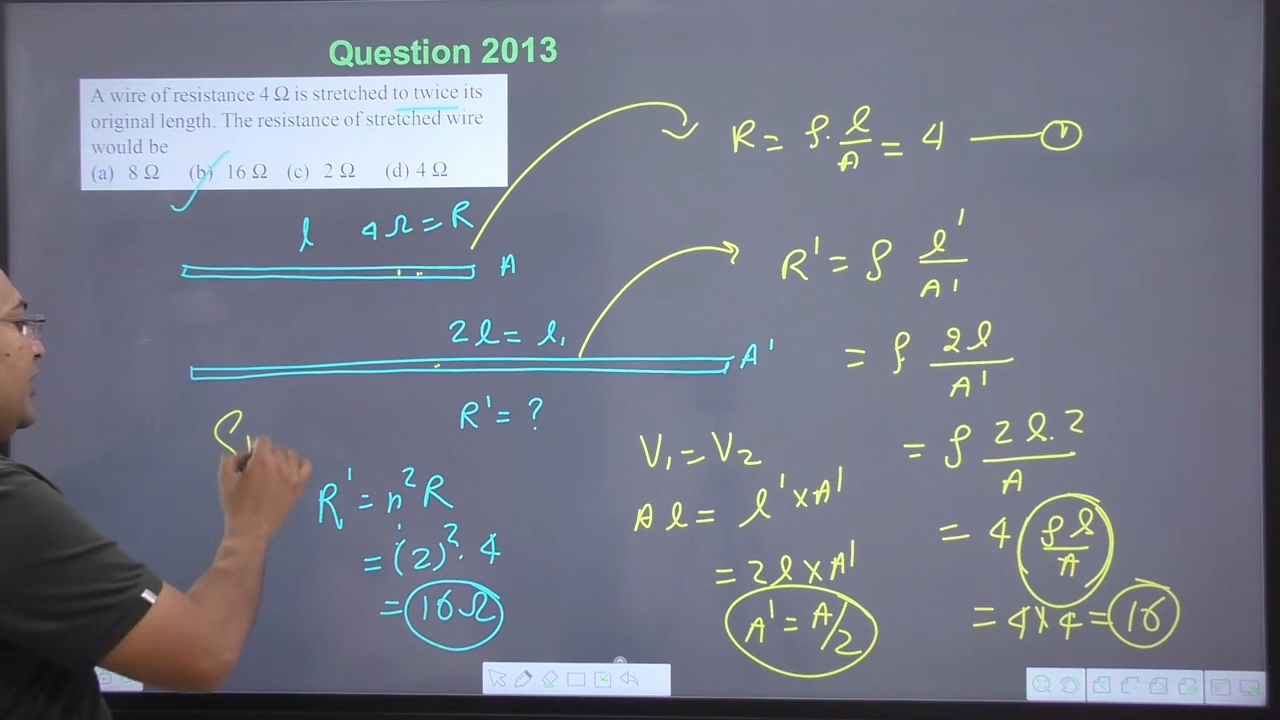 Question 2013
A wire of resistance 4 Ω is stretched to twice its
original length. The resistance of stretched wire
would be
(a) 8 Ω (b) 16 Ω (c) 2 Ω (d) 4 Ω
l 4Ω = R
A
2l = l₁
A'
R' = ?
R' = n²R
= (2)². 4
= 16Ω
V₁ = V₂
A l = l' × A'
= 2l × A'
A' = A/2
R = ρ. l/A = 4 — 1
R' = ρ l'/A'
= ρ 2l/A'
= ρ 2l.2/A
= 4 ρl/A
= 4 × 4 = 16